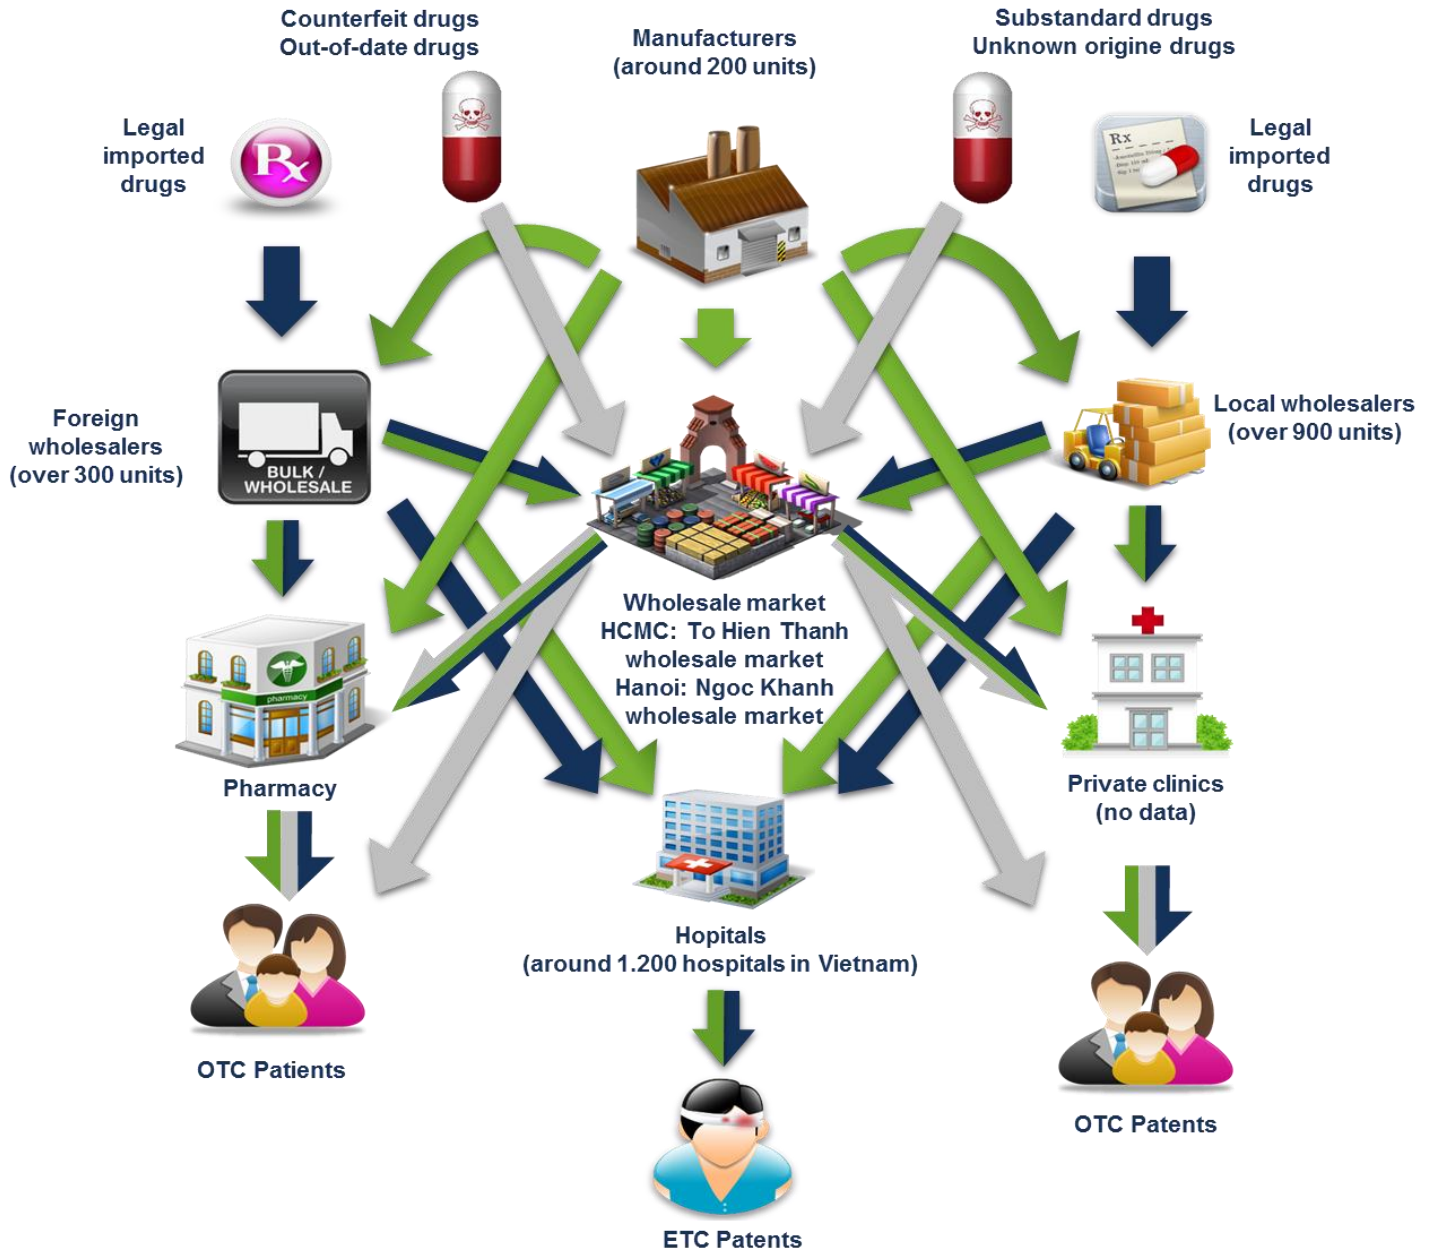 Counterfeit drugs
Out-of-date drugs
Manufacturers
(around 200 units)
Substandard drugs
Unknown origine drugs
Legal
imported
drugs
Rx
Rx
Legal
imported
drugs
Foreign
wholesalers
(over 300 units)
BULK /
WHOLESALE
Local wholesalers
(over 900 units)
Wholesale market
HCMC: To Hien Thanh
wholesale market
Hanoi: Ngoc Khanh
wholesale market
pharmacy
Pharmacy
Private clinics
(no data)
Hopitals
(around 1.200 hospitals in Vietnam)
OTC Patients
OTC Patents
ETC Patents